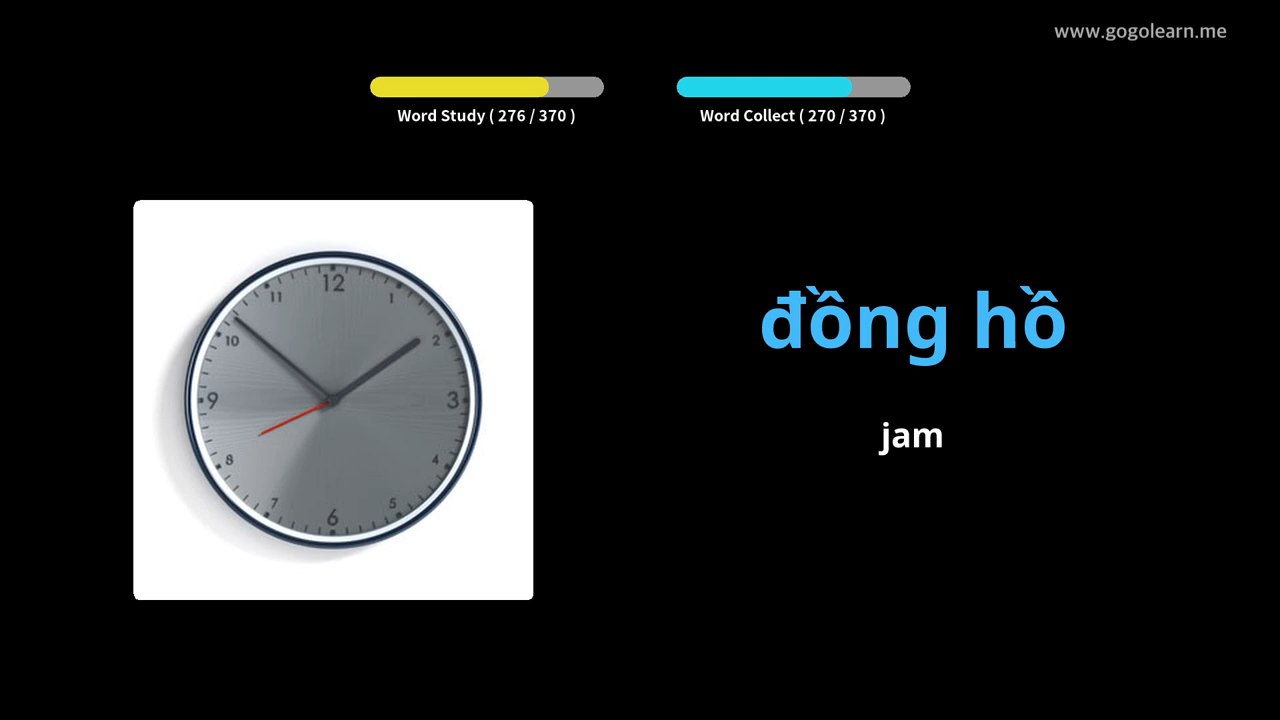 www.gogolearn.me
Word Study ( 276 / 370 )
Word Collect ( 270 / 370 )
12
11
1
10
2
9
3
8
4
7
5
6
đồng hồ
jam